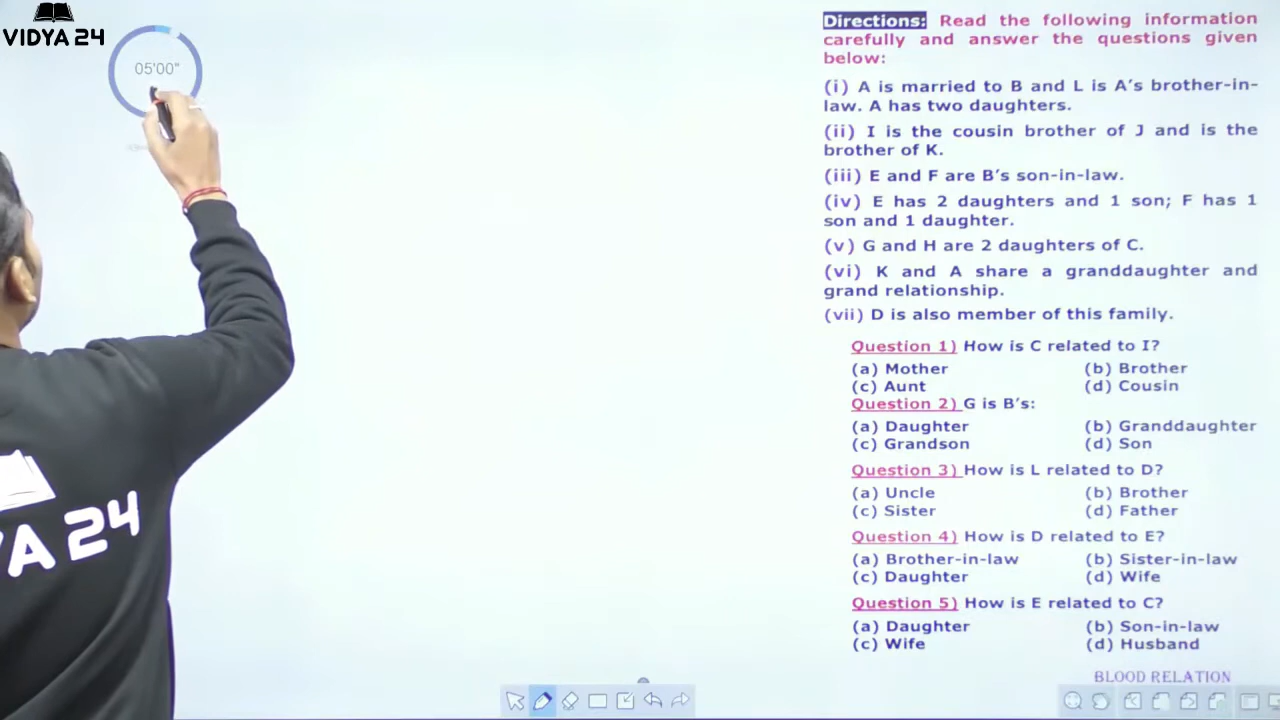 VIDYA 24
05'00"
Directions: Read the following information
carefully and answer the questions given
below:
(i) A is married to B and L is A's brother-in-
law. A has two daughters.
(ii) I is the cousin brother of J and is the
brother of K.
(iii) E and F are B's son-in-law.
(iv) E has 2 daughters and 1 son; F has 1
son and 1 daughter.
(v) G and H are 2 daughters of C.
(vi) K and A share a granddaughter and
grand relationship.
(vii) D is also member of this family.
Question 1) How is C related to I?
(a) Mother (b) Brother
(c) Aunt (d) Cousin
Question 2) G is B's:
(a) Daughter (b) Granddaughter
(c) Grandson (d) Son
Question 3) How is L related to D?
(a) Uncle (b) Brother
(c) Sister (d) Father
Question 4) How is D related to E?
(a) Brother-in-law (b) Sister-in-law
(c) Daughter (d) Wife
Question 5) How is E related to C?
(a) Daughter (b) Son-in-law
(c) Wife (d) Husband
BLOOD RELATION
YA 24